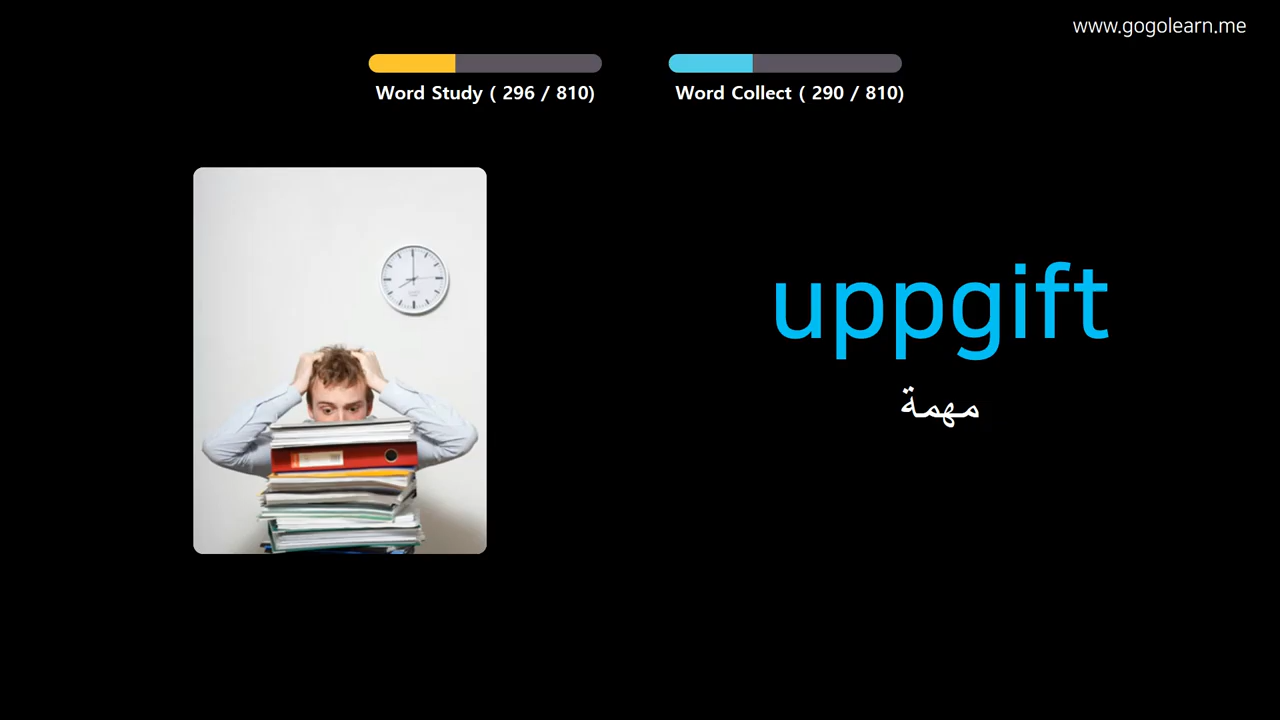 www.gogolearn.me
Word Study ( 296 / 810)
Word Collect ( 290 / 810)
uppgift
مهمة